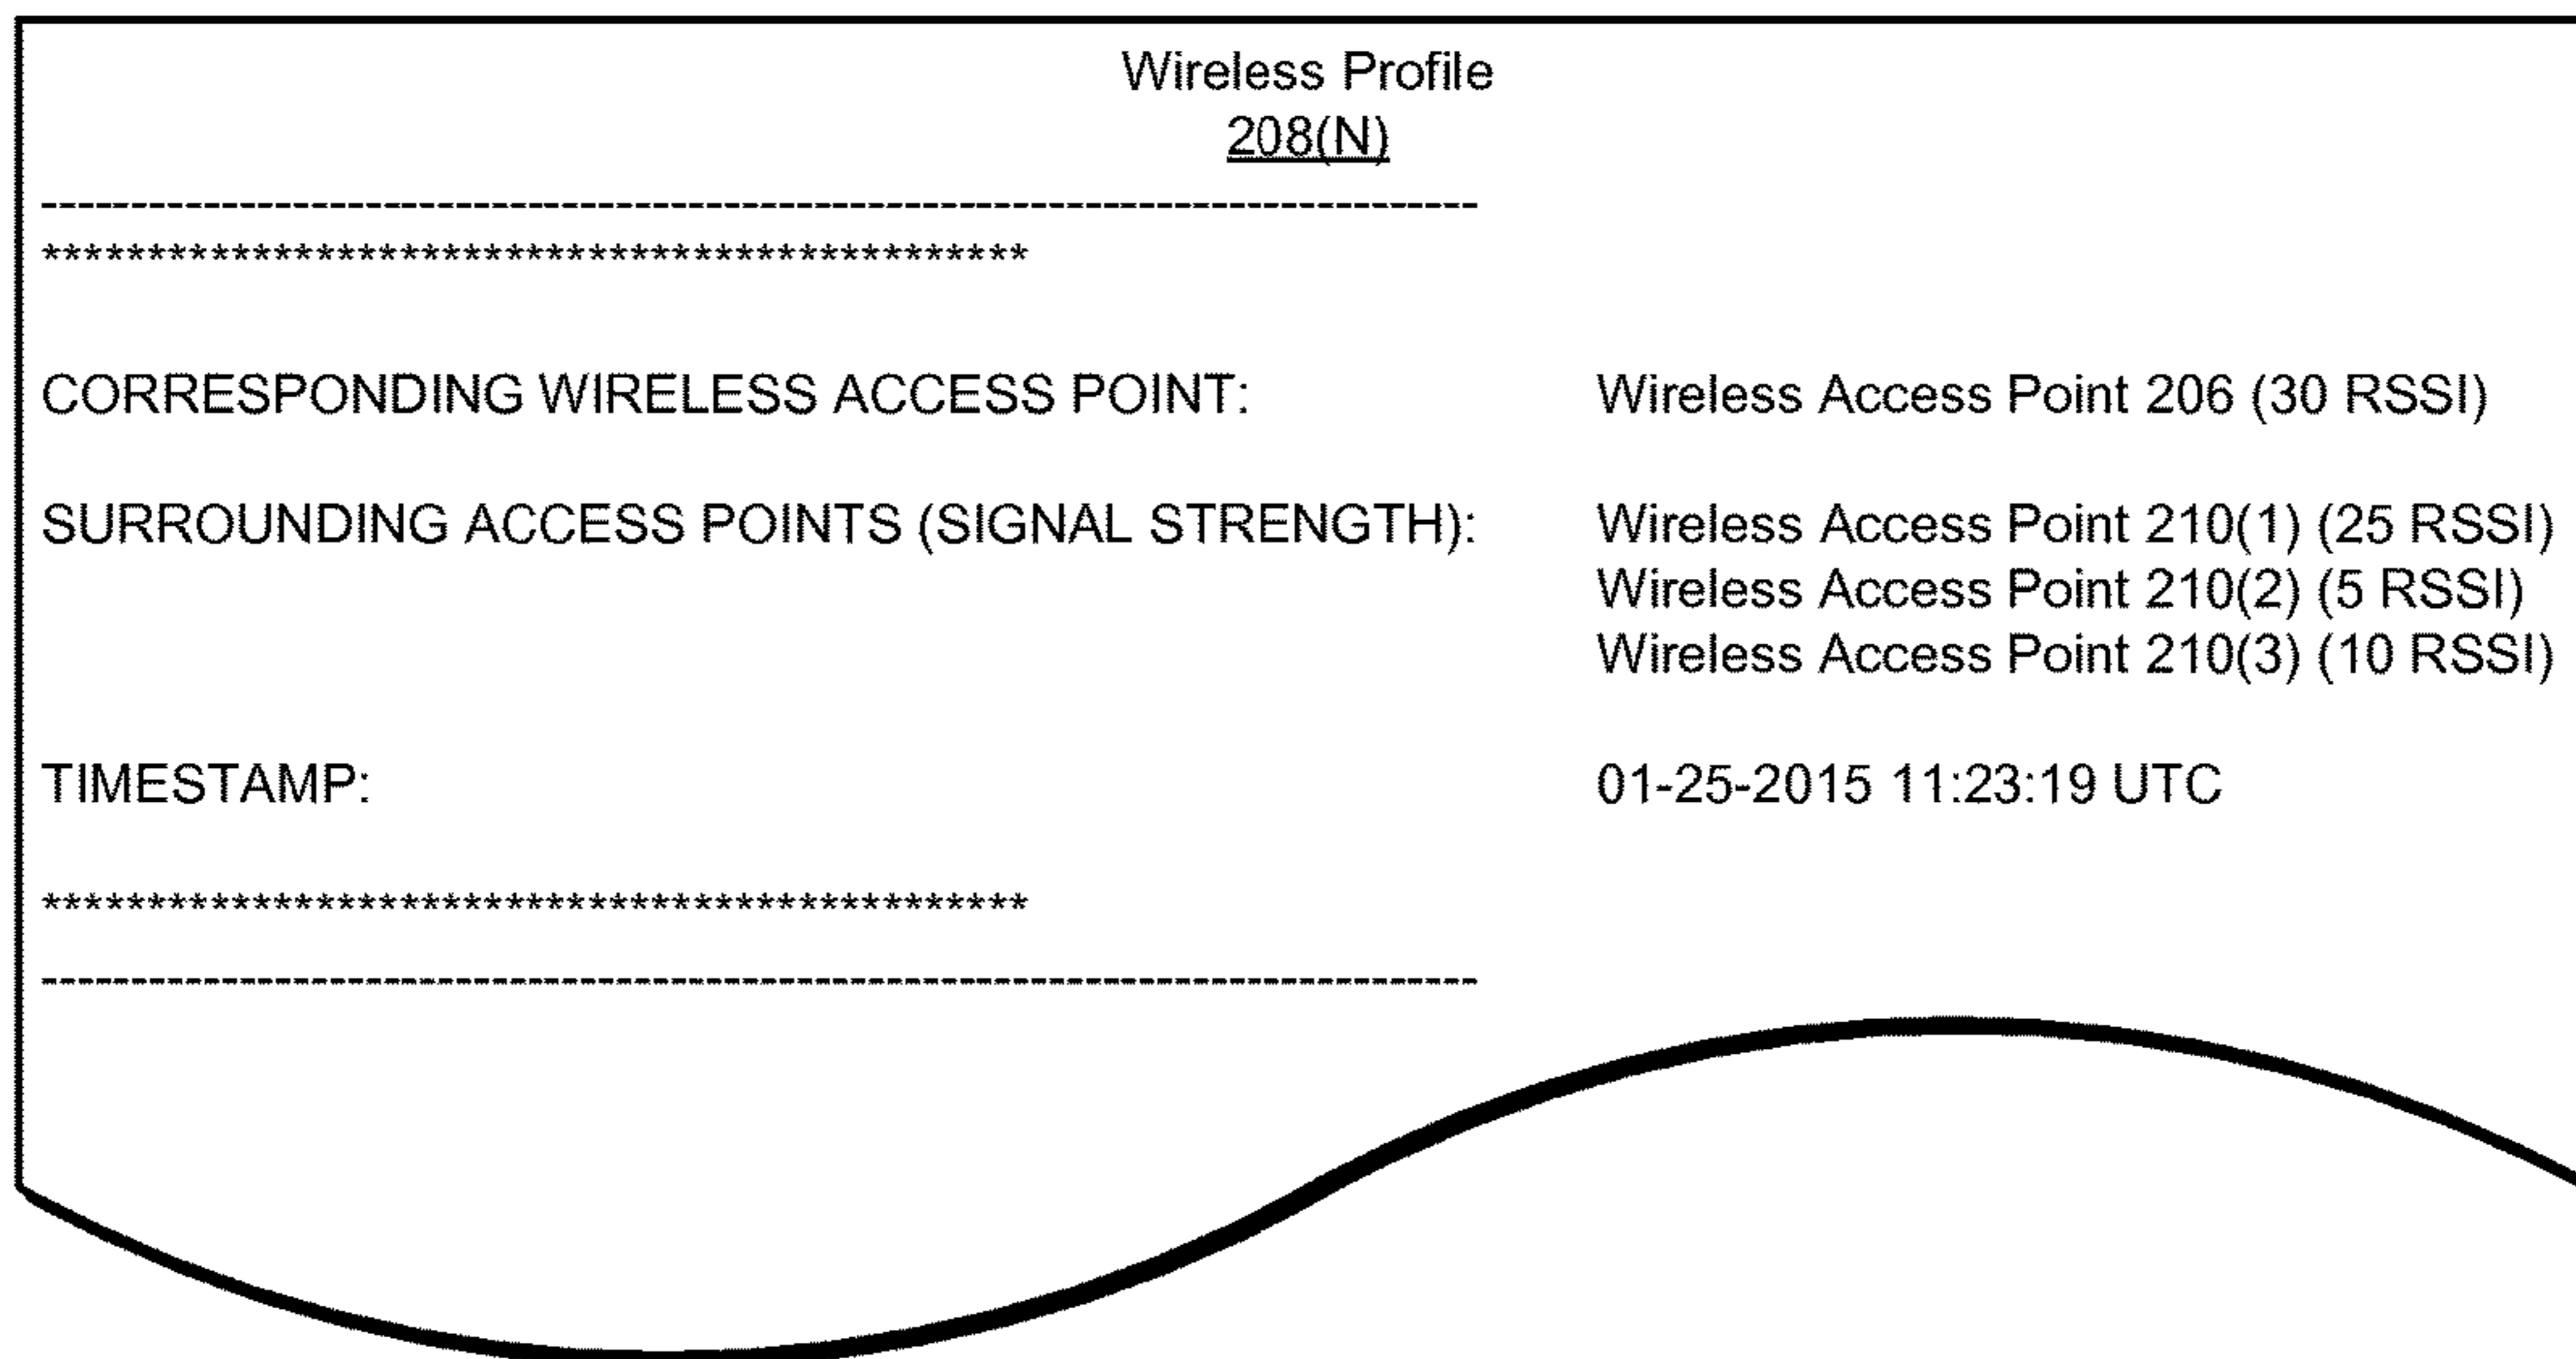 Wireless Profile
208(N)
--------------------------------------------------------------------------------
***********************************************
CORRESPONDING WIRELESS ACCESS POINT: Wireless Access Point 206 (30 RSSI)
SURROUNDING ACCESS POINTS (SIGNAL STRENGTH): Wireless Access Point 210(1) (25 RSSI)
Wireless Access Point 210(2) (5 RSSI)
Wireless Access Point 210(3) (10 RSSI)
TIMESTAMP: 01-25-2015 11:23:19 UTC
***********************************************
--------------------------------------------------------------------------------